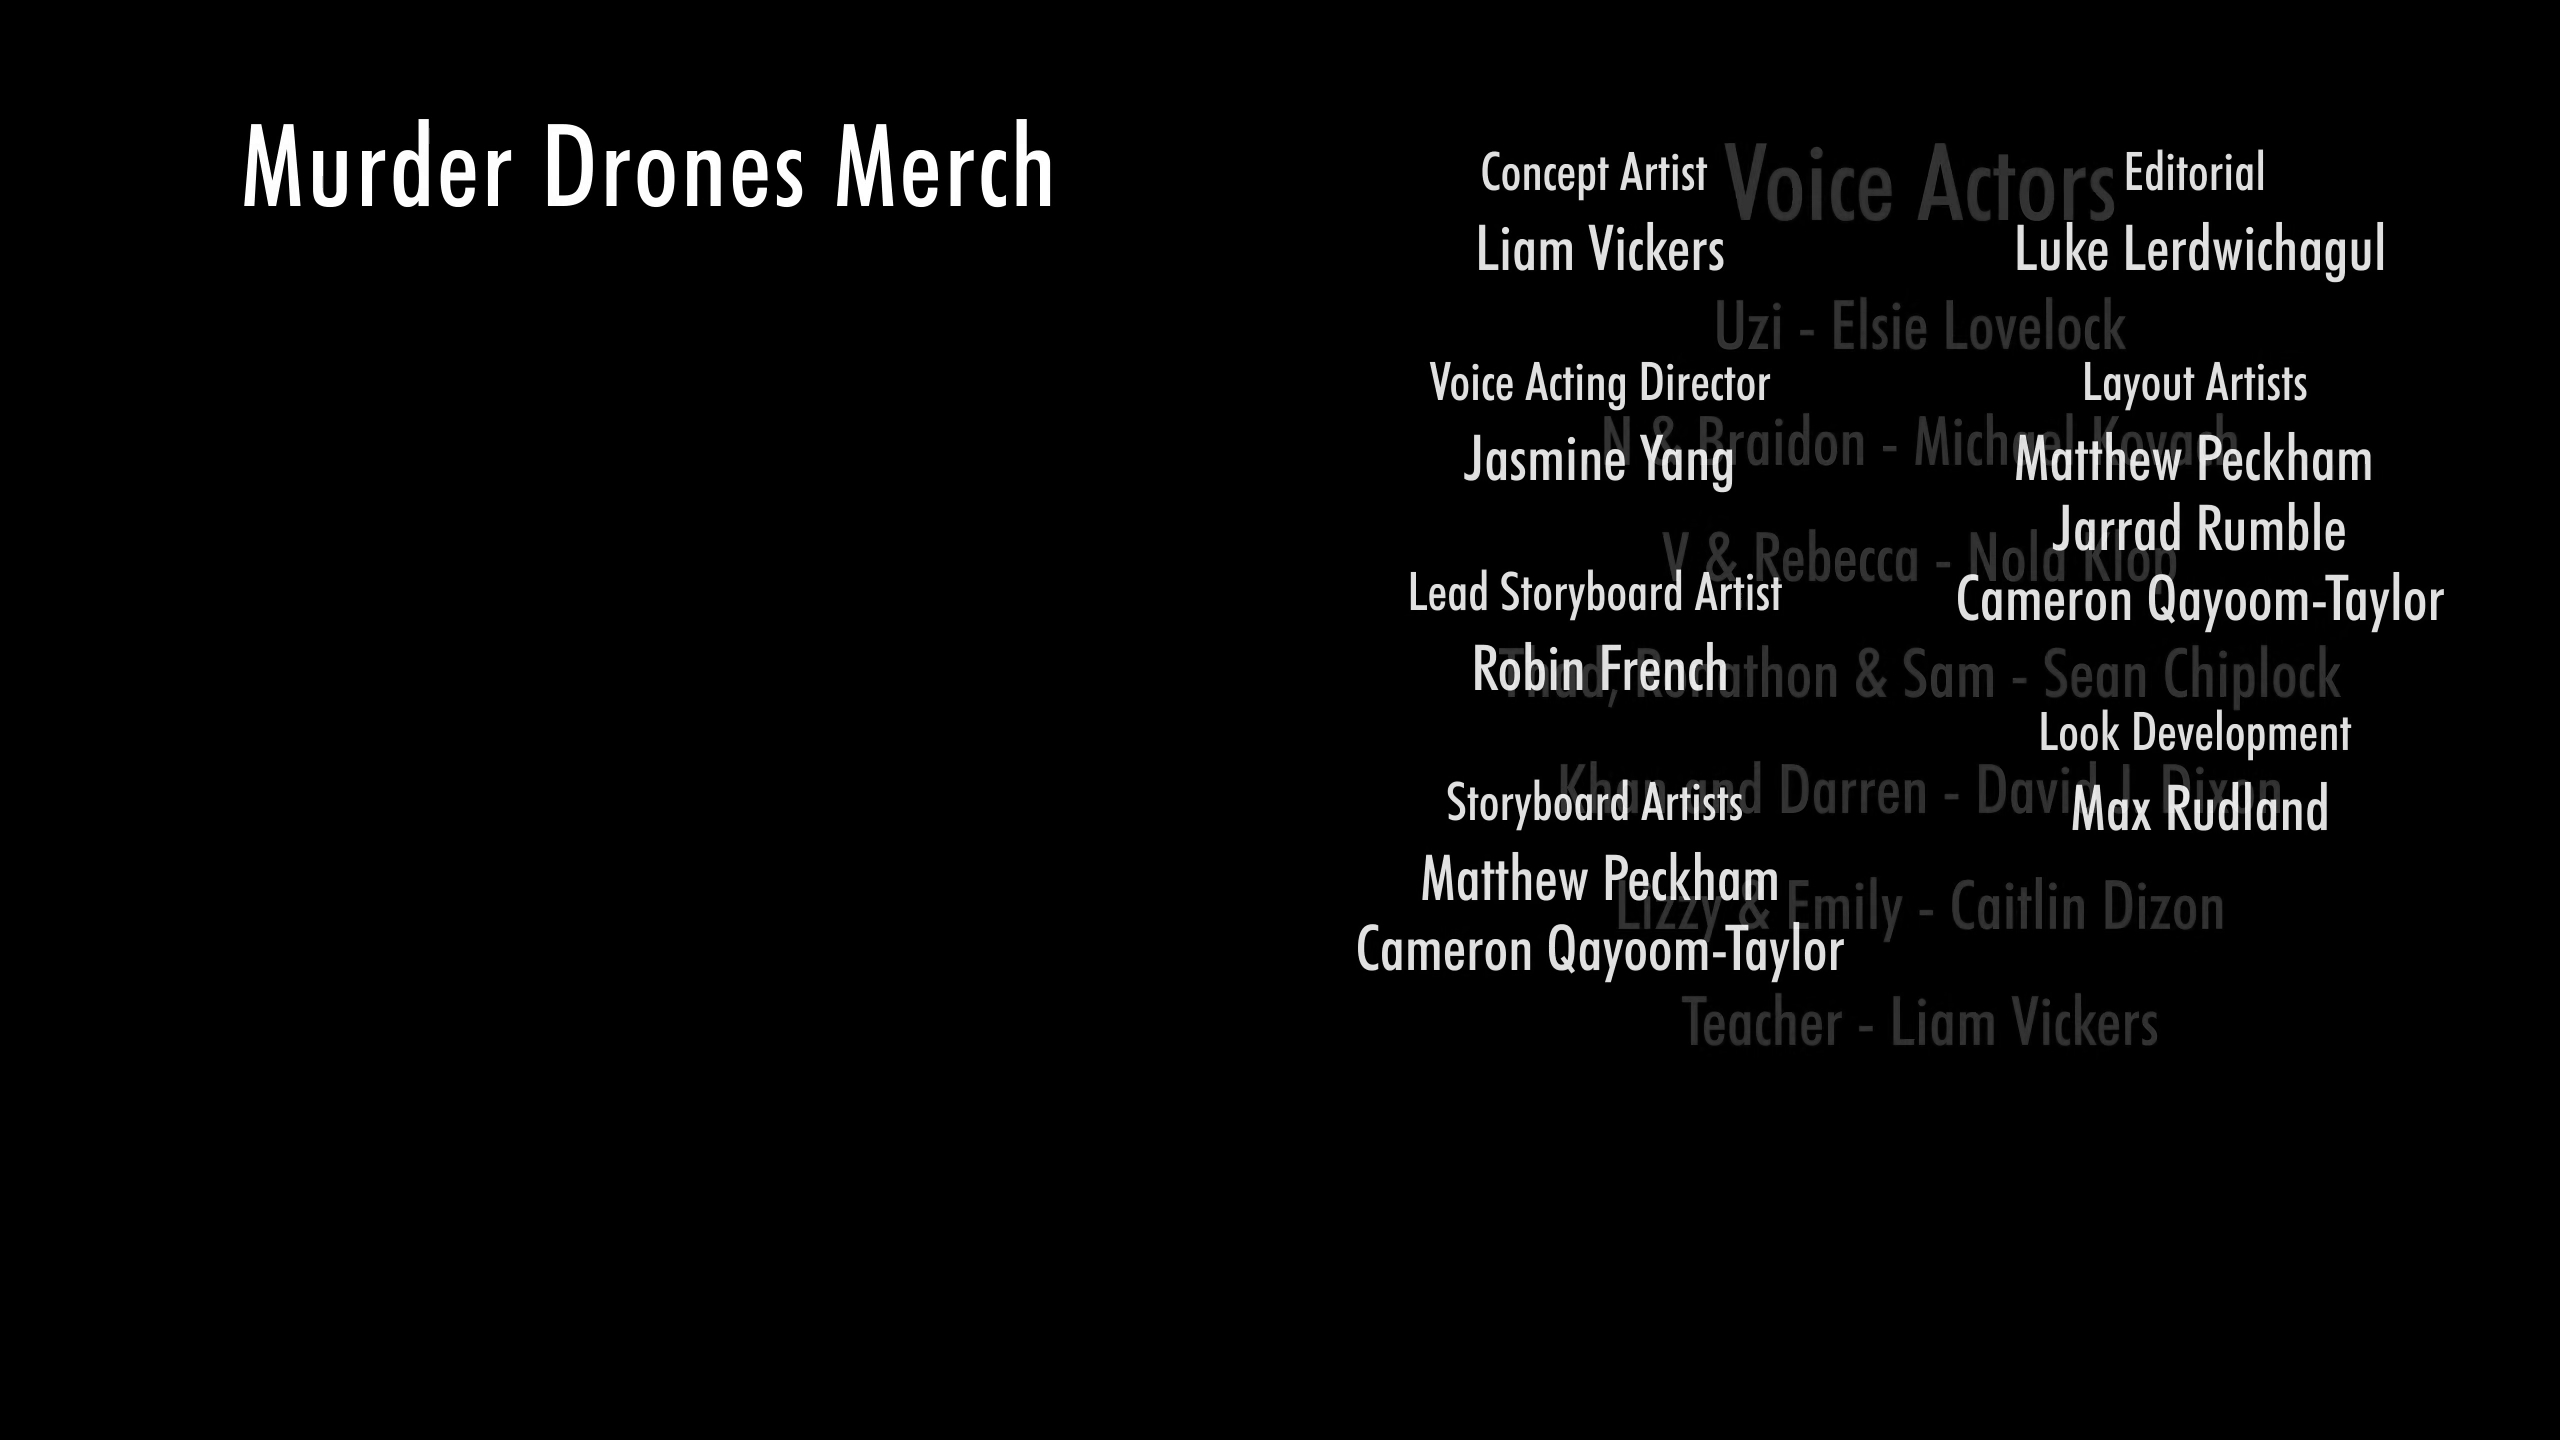 Murder Drones Merch
Concept Artist
Liam Vickers
Voice Acting Director
Jasmine Yang
Lead Storyboard Artist
Robin French
Storyboard Artists
Matthew Peckham
Cameron Qayoom-Taylor
Editorial
Luke Lerdwichagul
Layout Artists
Matthew Peckham
Jarrad Rumble
Cameron Qayoom-Taylor
Look Development
Max Rudland
Voice Actors
Uzi - Elsie Lovelock
N & Braidon - Michael Kovach
V & Rebecca - Nola Klop
Thad, Ronathon & Sam - Sean Chiplock
Khan and Darren - David J. Dixon
Lizzy & Emily - Caitlin Dizon
Teacher - Liam Vickers